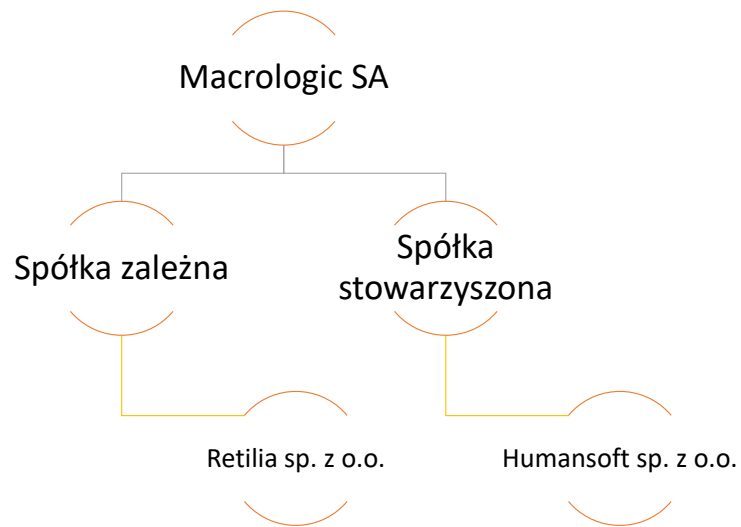 Macrologic SA
Spółka zależna
Spółka
stowarzyszona
Retilia sp. z o.o.
Humansoft sp. z o.o.